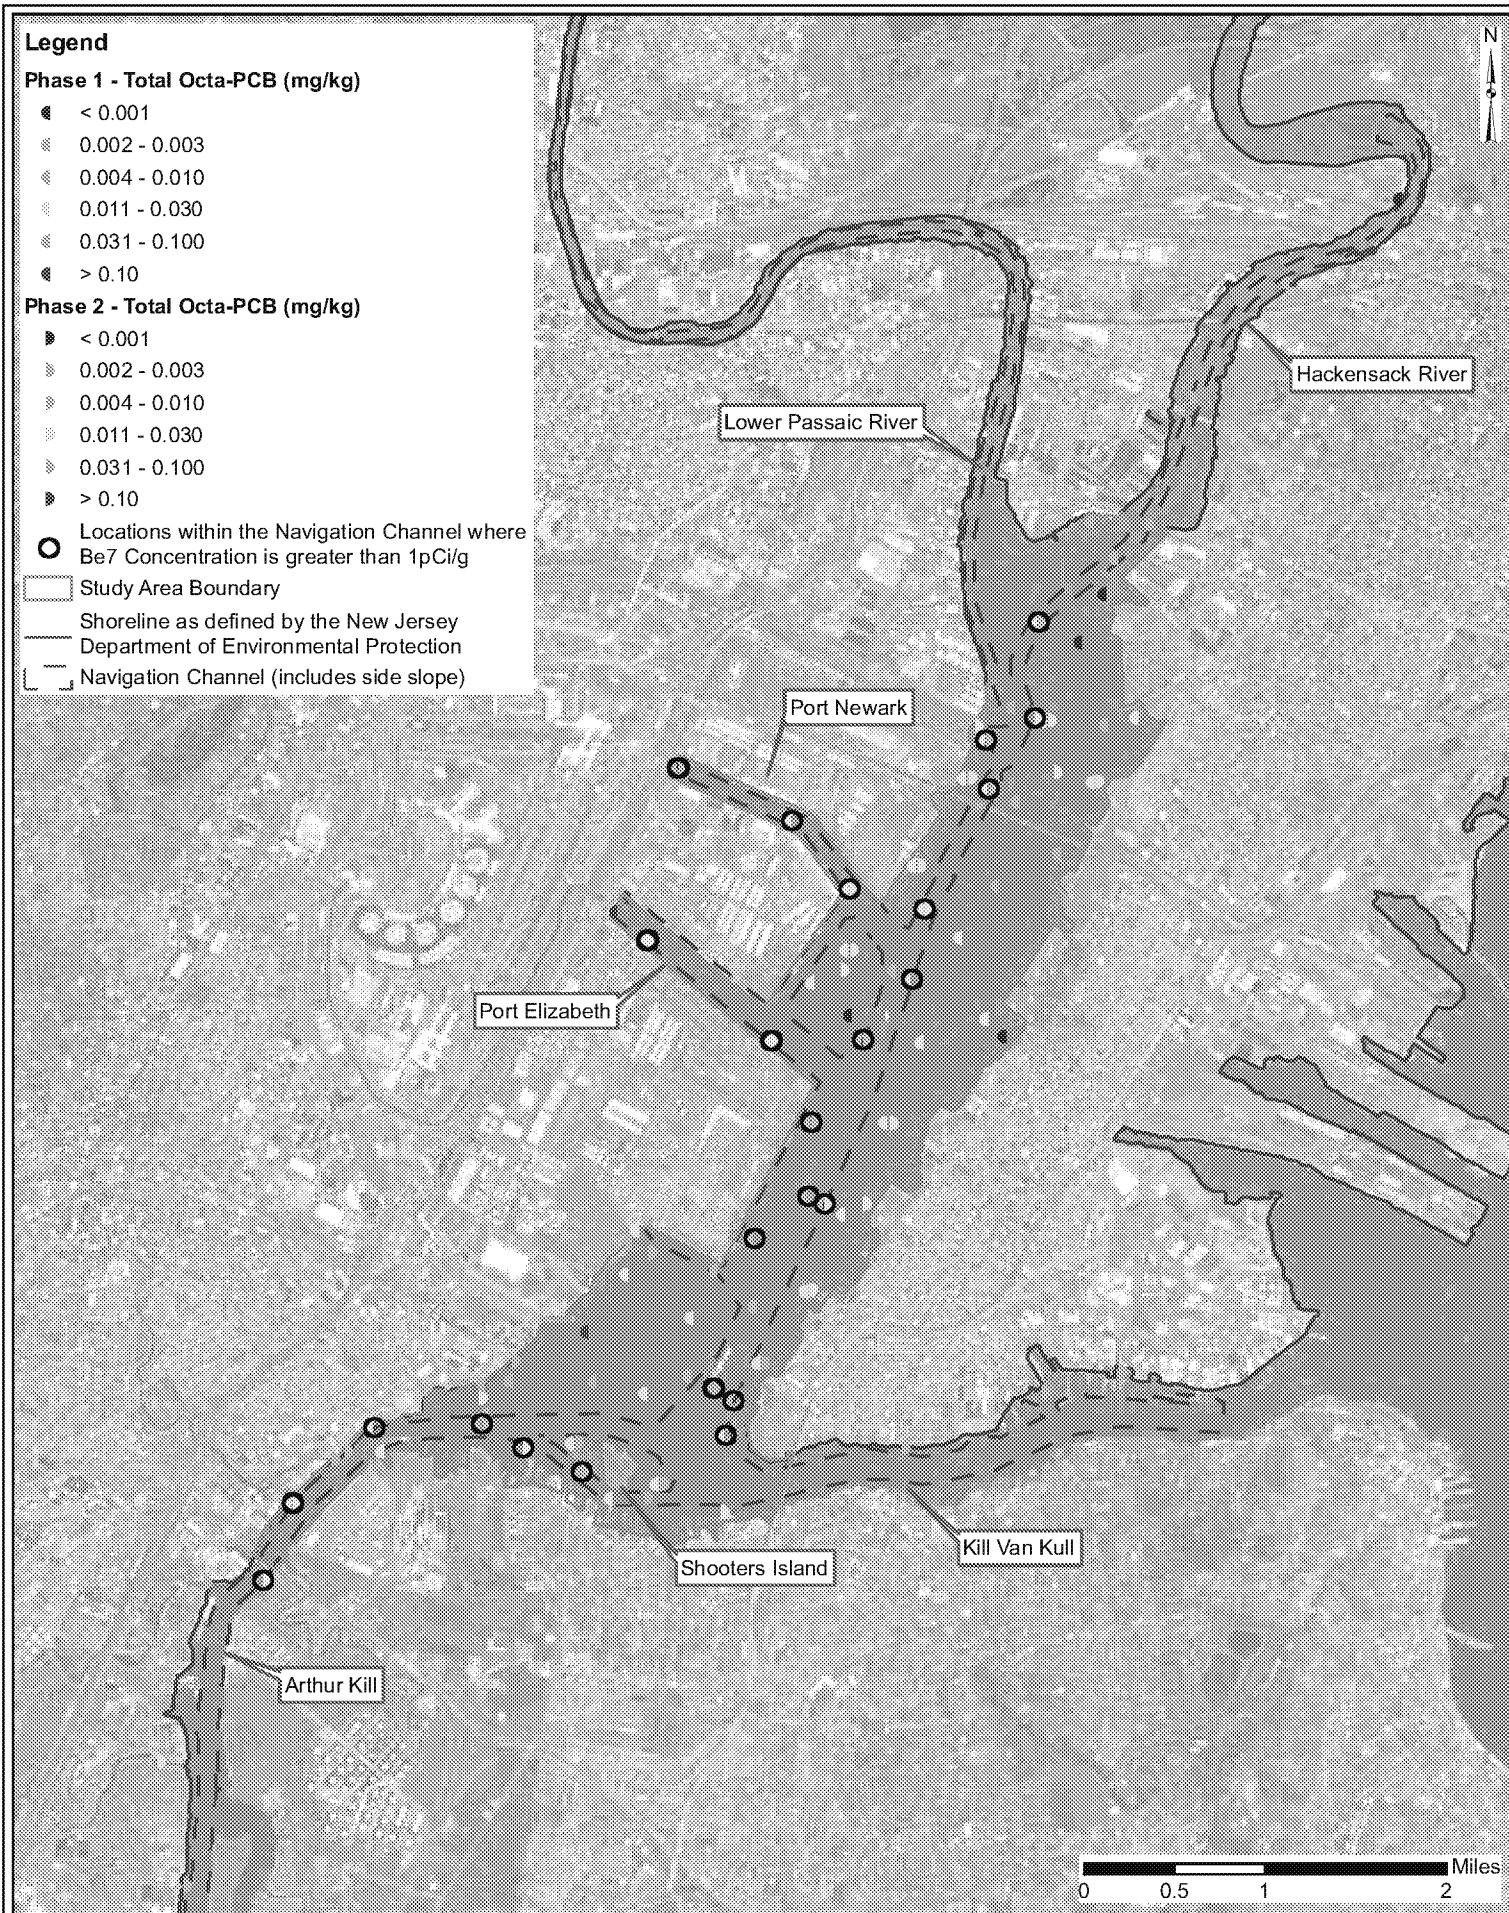 Legend
Phase 1 - Total Octa-PCB (mg/kg)
< 0.001
0.002 - 0.003
0.004 - 0.010
0.011 - 0.030
0.031 - 0.100
> 0.10
Phase 2 - Total Octa-PCB (mg/kg)
< 0.001
0.002 - 0.003
0.004 - 0.010
0.011 - 0.030
0.031 - 0.100
> 0.10
Locations within the Navigation Channel where
Be7 Concentration is greater than 1pCi/g
Study Area Boundary
Shoreline as defined by the New Jersey
Department of Environmental Protection
Navigation Channel (includes side slope)
N
Hackensack River
Lower Passaic River
Port Newark
Port Elizabeth
Kill Van Kull
Shooters Island
Arthur Kill
Miles
0 0.5 1 2